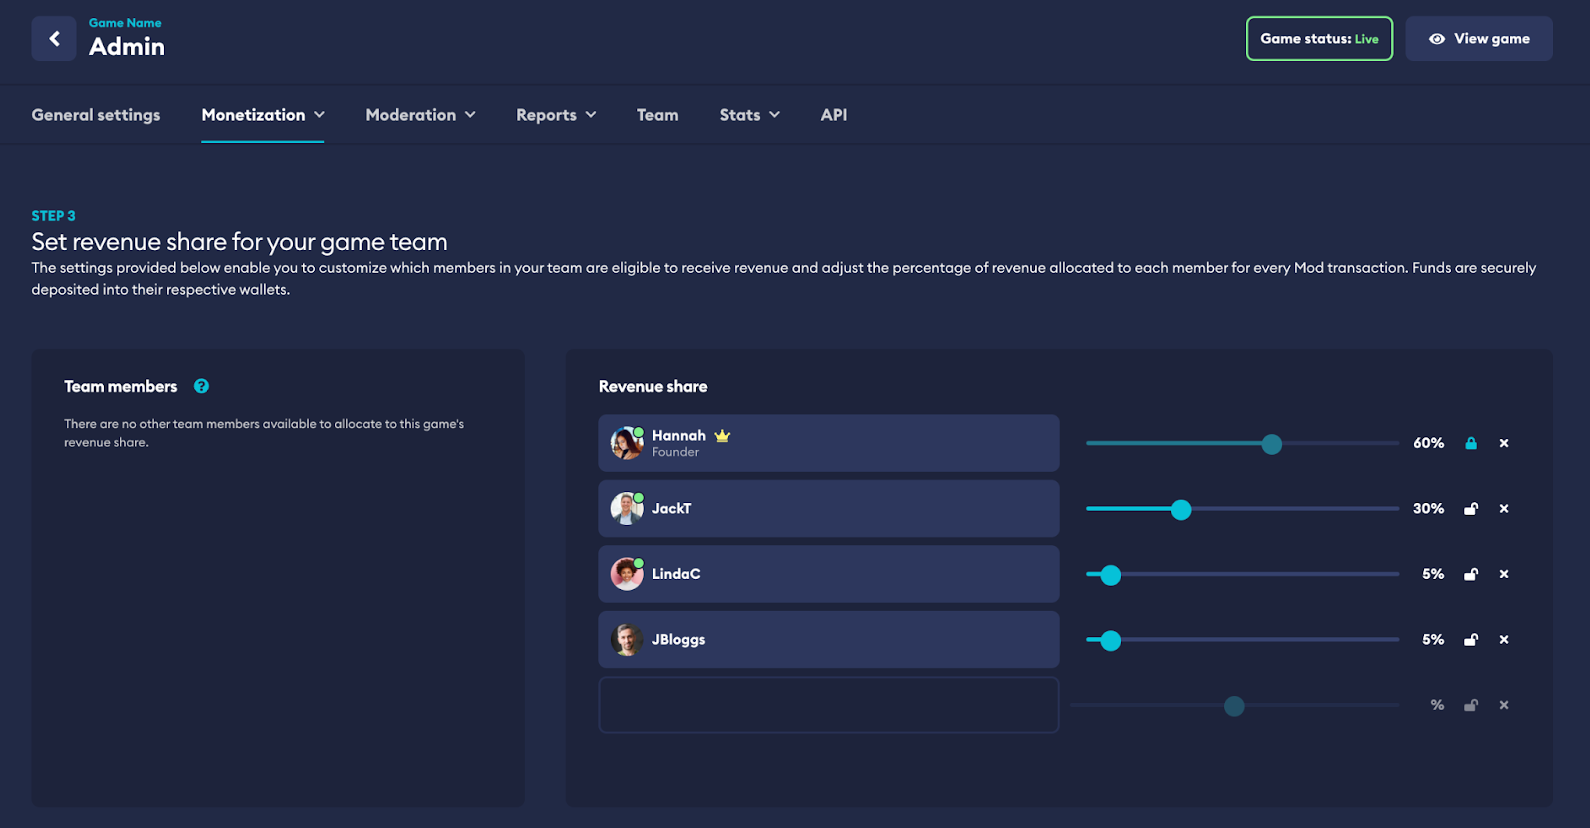 Game Name
Admin
Game status: Live
View game
General settings
Monetization
Moderation
Reports
Team
Stats
API
STEP 3
Set revenue share for your game team
The settings provided below enable you to customize which members in your team are eligible to receive revenue and adjust the percentage of revenue allocated to each member for every Mod transaction. Funds are securely
deposited into their respective wallets.
Team members ?
There are no other team members available to allocate to this game's
revenue share.
Revenue share
Hannah
Founder
60%
JackT
30%
LindaC
5%
JBloggs
5%
%